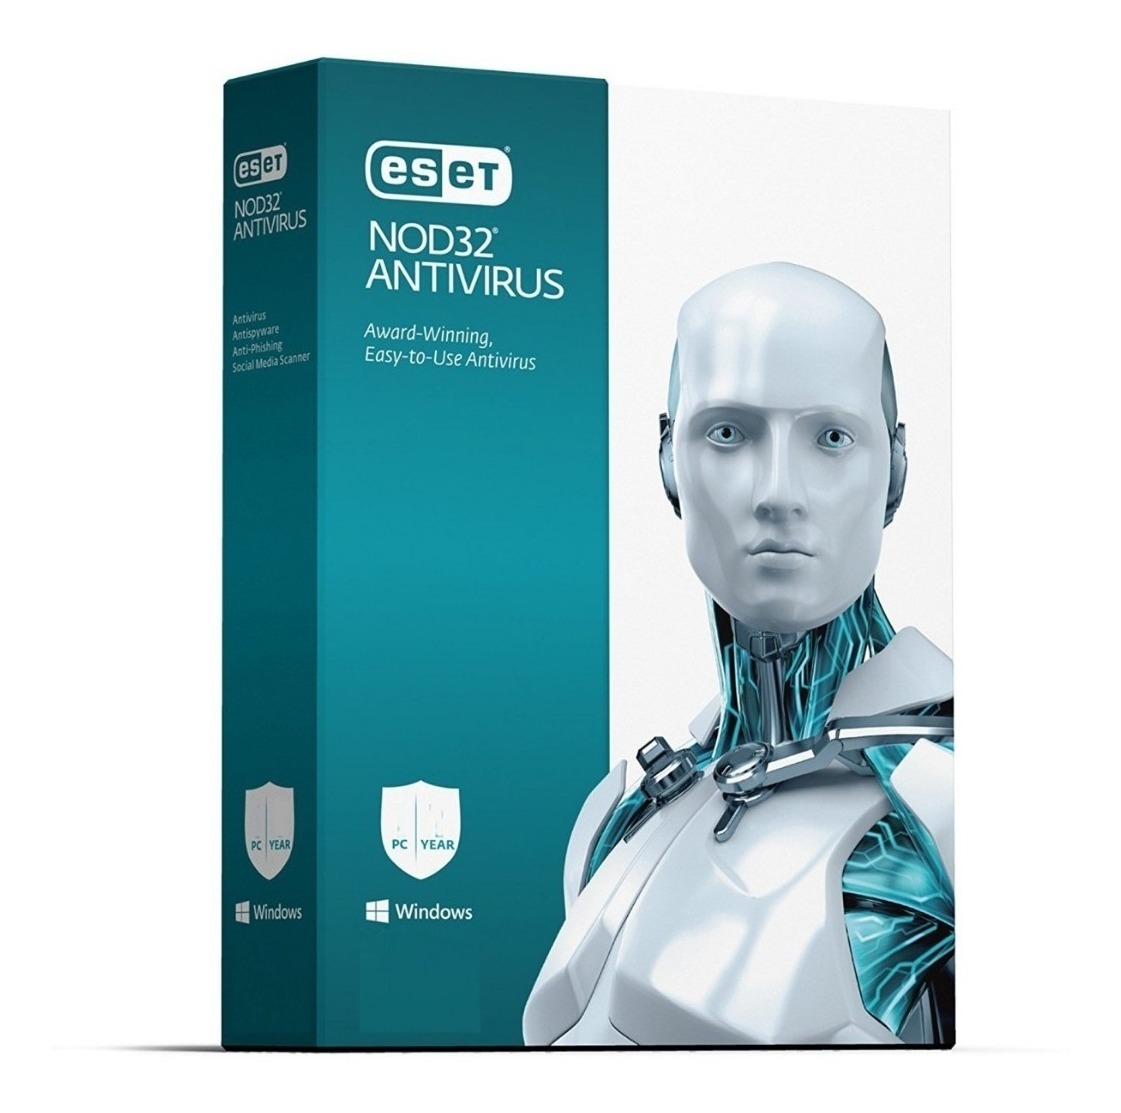 eset®
NOD32®
ANTIVIRUS
Antivirus
Antispyware
Anti-Phishing
Social Media Scanner
PC YEAR
Windows
eset®
NOD32®
ANTIVIRUS
Award-Winning,
Easy-to-Use Antivirus
PC YEAR
Windows